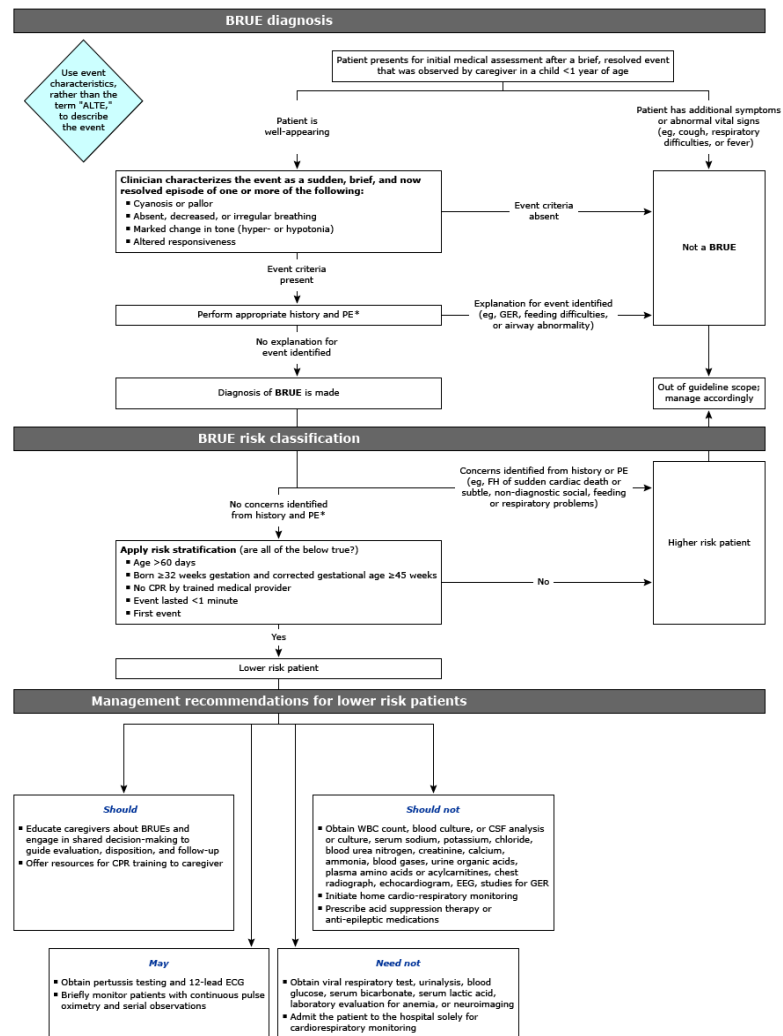 BRUE diagnosis
Use event
characteristics,
rather than the
term "ALTE,"
to describe
the event
Patient presents for initial medical assessment after a brief, resolved event
that was observed by caregiver in a child <1 year of age
Patient is
well-appearing
Patient has additional symptoms
or abnormal vital signs
(eg, cough, respiratory
difficulties, or fever)
Clinician characterizes the event as a sudden, brief, and now
resolved episode of one or more of the following:
▪ Cyanosis or pallor
▪ Absent, decreased, or irregular breathing
▪ Marked change in tone (hyper- or hypotonia)
▪ Altered responsiveness
Event criteria
absent
Not a BRUE
Event criteria
present
Perform appropriate history and PE*
Explanation for event identified
(eg, GER, feeding difficulties,
or airway abnormality)
No explanation for
event identified
Diagnosis of BRUE is made
Out of guideline scope;
manage accordingly
BRUE risk classification
Concerns identified from history or PE
(eg, FH of sudden cardiac death or
subtle, non-diagnostic social, feeding
or respiratory problems)
No concerns identified
from history and PE*
Higher risk patient
Apply risk stratification (are all of the below true?)
▪ Age >60 days
▪ Born ≥32 weeks gestation and corrected gestational age ≥45 weeks
▪ No CPR by trained medical provider
▪ Event lasted <1 minute
▪ First event
No
Yes
Lower risk patient
Management recommendations for lower risk patients
Should
▪ Educate caregivers about BRUEs and
engage in shared decision-making to
guide evaluation, disposition, and follow-up
▪ Offer resources for CPR training to caregiver
Should not
▪ Obtain WBC count, blood culture, or CSF analysis
or culture, serum sodium, potassium, chloride,
blood urea nitrogen, creatinine, calcium,
ammonia, blood gases, urine organic acids,
plasma amino acids or acylcarnitines, chest
radiograph, echocardiogram, EEG, studies for GER
▪ Initiate home cardio-respiratory monitoring
▪ Prescribe acid suppression therapy or
anti-epileptic medications
May
▪ Obtain pertussis testing and 12-lead ECG
▪ Briefly monitor patients with continuous pulse
oximetry and serial observations
Need not
▪ Obtain viral respiratory test, urinalysis, blood
glucose, serum bicarbonate, serum lactic acid,
laboratory evaluation for anemia, or neuroimaging
▪ Admit the patient to the hospital solely for
cardiorespiratory monitoring